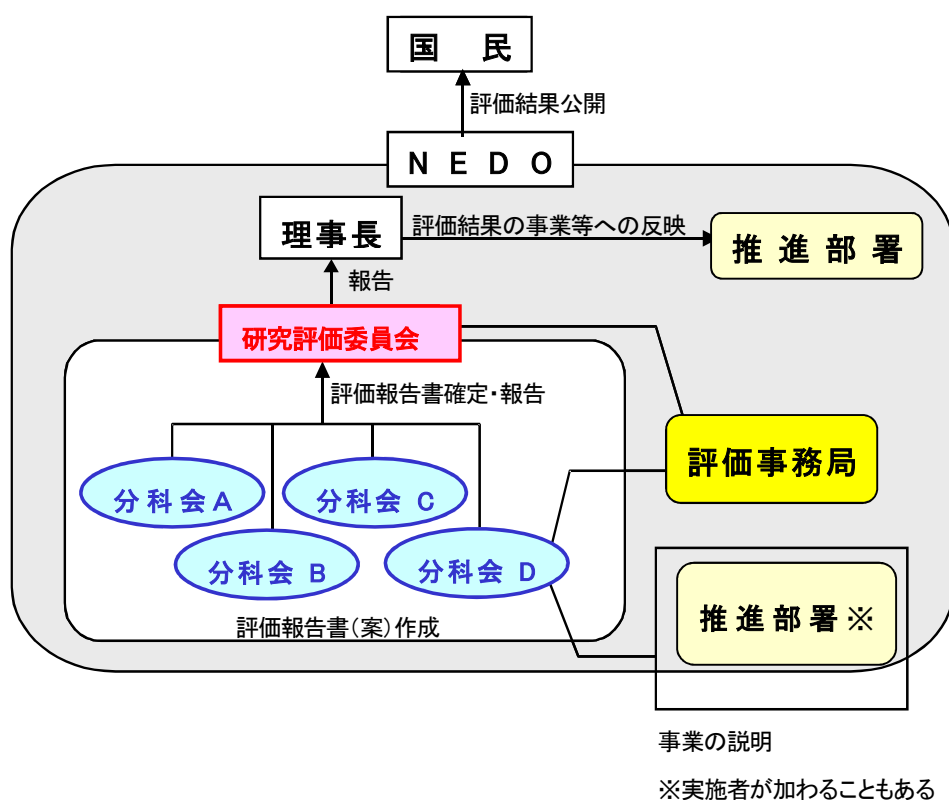 国 民
評価結果公開
N E D O
理事長
評価結果の事業等への反映
推 進 部 署
報告
研究評価委員会
評価報告書確定・報告
評価事務局
分 科 会 A
分 科 会 C
分 科 会 B
分 科 会 D
推 進 部 署 ※
評価報告書(案)作成
事業の説明
※実施者が加わることもある